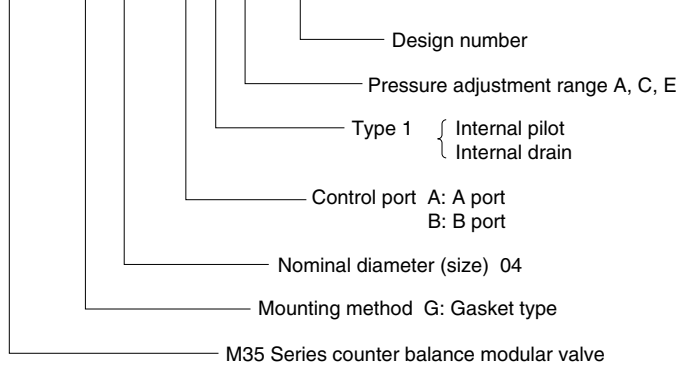 Design number
Pressure adjustment range A, C, E
Type 1 Internal pilot
Internal drain
Control port A: A port
B: B port
Nominal diameter (size) 04
Mounting method G: Gasket type
M35 Series counter balance modular valve